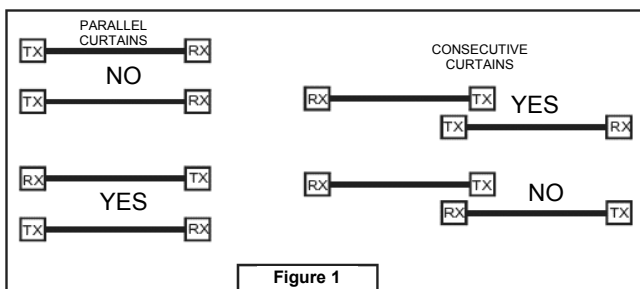 PARALLEL
CURTAINS
TX RX
NO
TX RX
RX TX
YES
TX RX
CONSECUTIVE
CURTAINS
RX TX
YES
TX RX
RX TX
NO
RX TX
Figure 1